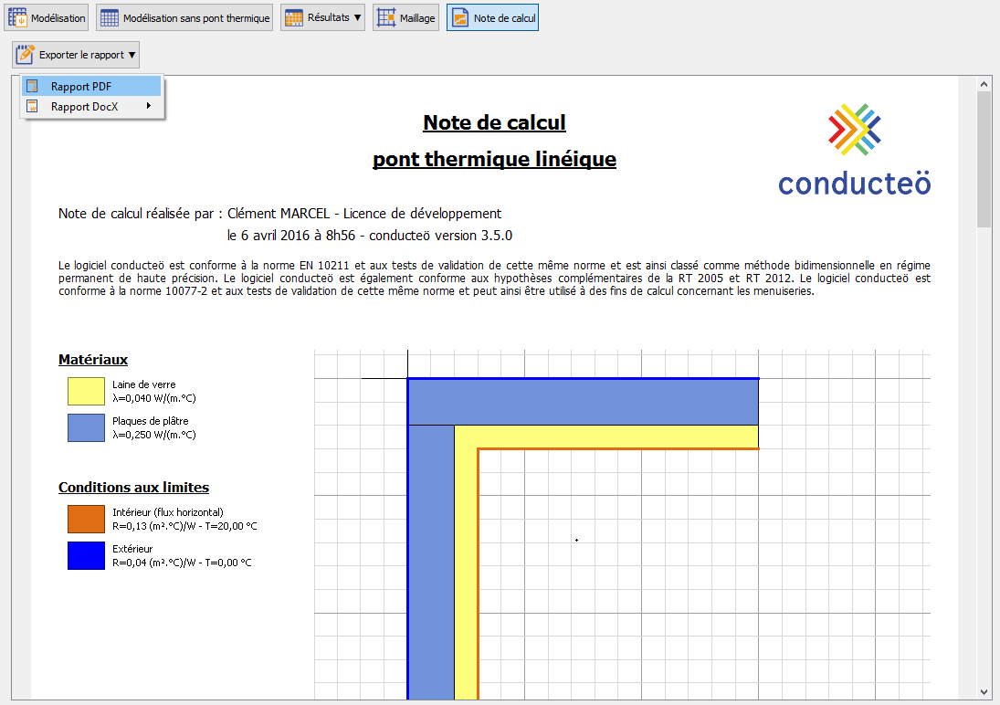 Modélisation
Modélisation sans pont thermique
Résultats ▼
Maillage
Note de calcul
Exporter le rapport ▼
Rapport PDF
Rapport DocX
Note de calcul
pont thermique linéique
conducteö
Note de calcul réalisée par : Clément MARCEL - Licence de développement
le 6 avril 2016 à 8h56 - conducteö version 3.5.0
Le logiciel conducteö est conforme à la norme EN 10211 et aux tests de validation de cette même norme et est ainsi classé comme méthode bidimensionnelle en régime
permanent de haute précision. Le logiciel conducteö est également conforme aux hypothèses complémentaires de la RT 2005 et RT 2012. Le logiciel conducteö est
conforme à la norme 10077-2 et aux tests de validation de cette même norme et peut ainsi être utilisé à des fins de calcul concernant les menuiseries.
Matériaux
Laine de verre
λ=0,040 W/(m.°C)
Plaques de plâtre
λ=0,250 W/(m.°C)
Conditions aux limites
Intérieur (flux horizontal)
R=0,13 (m².°C)/W - T=20,00 °C
Extérieur
R=0,04 (m².°C)/W - T=0,00 °C